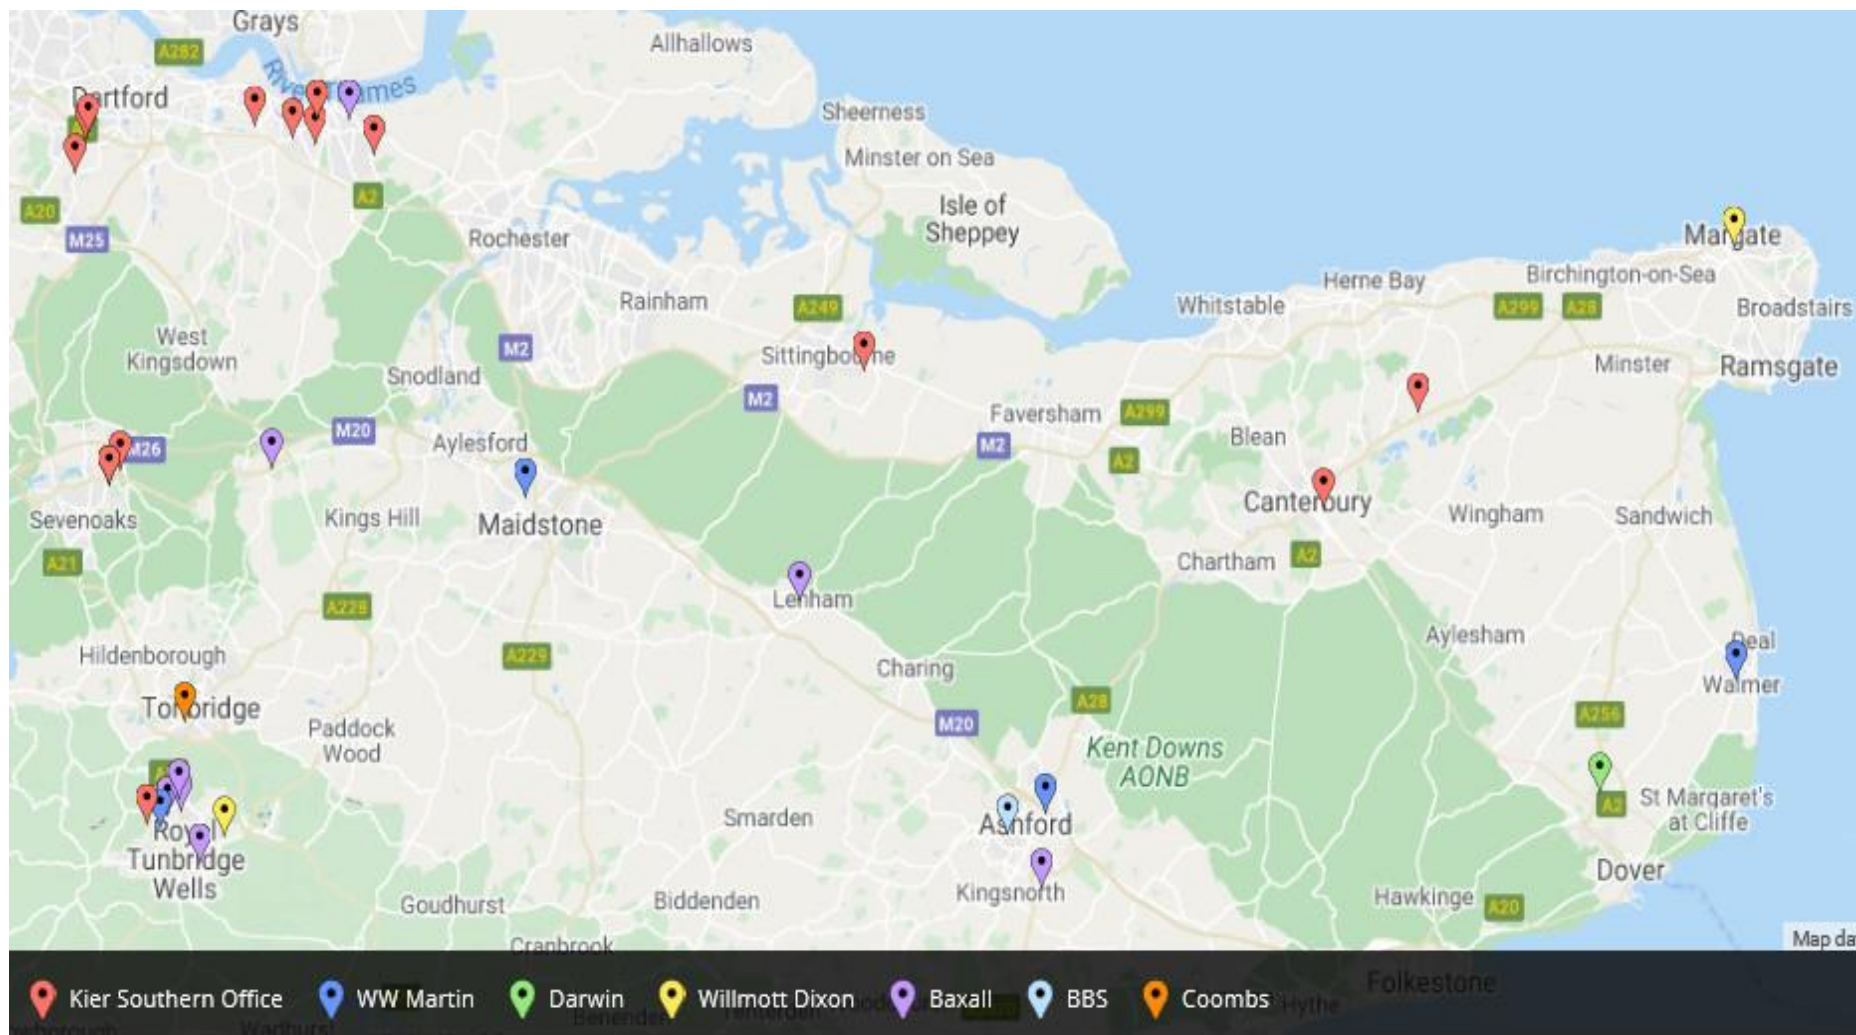 Grays
Allhallows
A282
River Thames
Dartford
Sheerness
Minster on Sea
A2
A20
Isle of
Sheppey
M25
Rochester
Margate
Birchington-on-Sea
Herne Bay
Rainham
Whitstable
A249
A299
A28
Broadstairs
West
Kingsdown
M2
Sittingbourne
Minster
Ramsgate
Snodland
M2
Faversham
A299
M20
Aylesford
M26
M2
Blean
A2
Sevenoaks
Kings Hill
Maidstone
Canterbury
Wingham
Sandwich
A21
Chartham
A2
A228
Lenham
Aylesham
Deal
Hildenborough
A229
Charing
Walmer
Tonbridge
A28
A256
Paddock
Wood
M20
Kent Downs
AONB
Smarden
Ashford
A2
St Margaret's
at Cliffe
Royal
Tunbridge
Wells
Dover
Kingsnorth
Goudhurst
Biddenden
Hawkinge
A20
Cranbrook
Map da
Folkestone
Kier Southern Office
WW Martin
Darwin
Willmott Dixon
Baxall
BBS
Coombs
Hythe
Wadhurst
Benenden
Tenterden